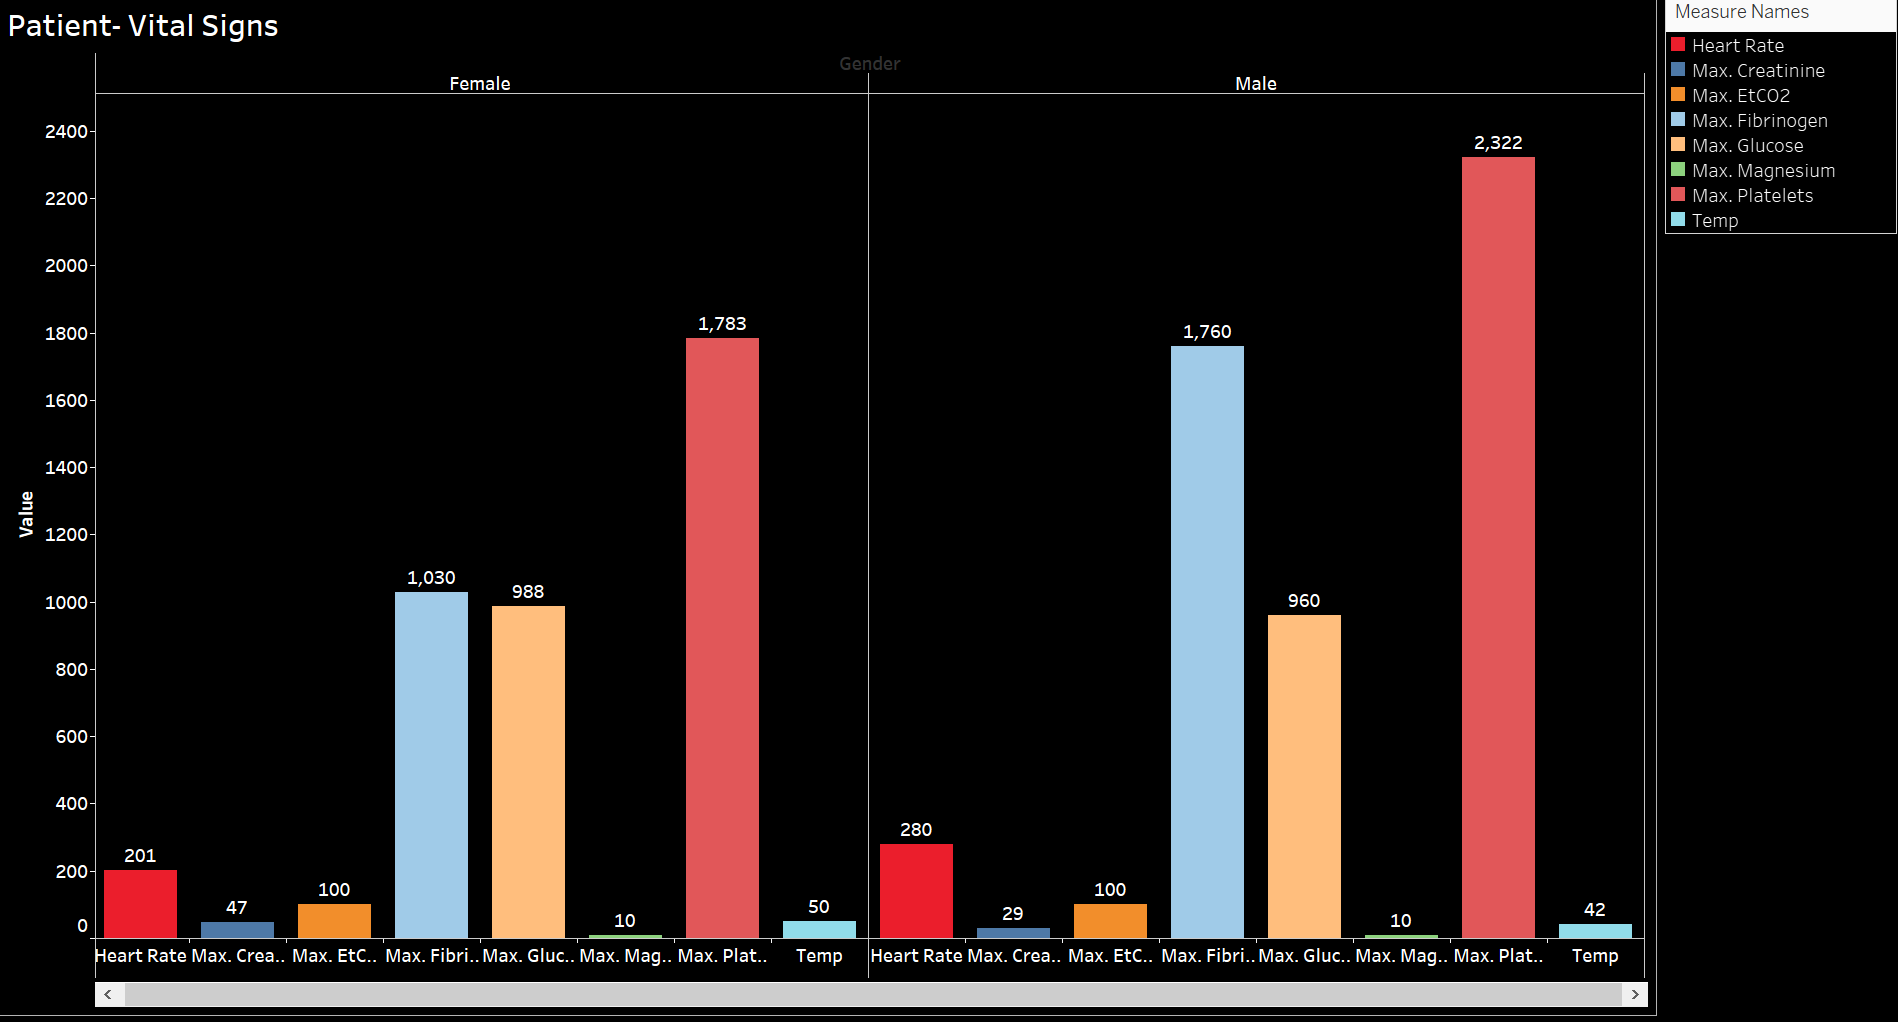 Patient- Vital Signs
Gender
Female
Male
Value
2400
2200
2000
1800
1600
1400
1200
1000
800
600
400
200
0
201
47
100
1,030
988
10
1,783
50
280
29
100
1,760
960
10
2,322
42
Heart Rate
Max. Crea..
Max. EtC..
Max. Fibri..
Max. Gluc..
Max. Mag..
Max. Plat..
Temp
Heart Rate
Max. Crea..
Max. EtC..
Max. Fibri..
Max. Gluc..
Max. Mag..
Max. Plat..
Temp
Measure Names
Heart Rate
Max. Creatinine
Max. EtCO2
Max. Fibrinogen
Max. Glucose
Max. Magnesium
Max. Platelets
Temp